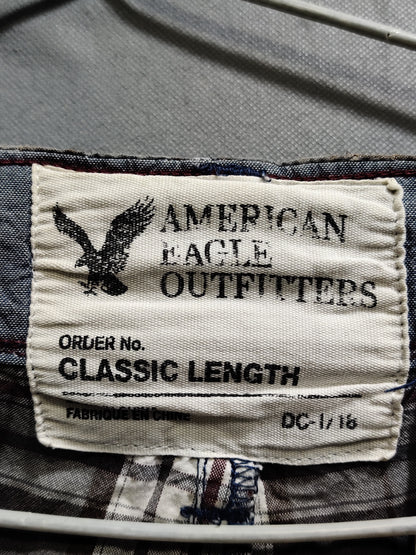 AMERICAN
EAGLE
OUTFITTERS
ORDER No.
CLASSIC LENGTH
FABRIQUE EN CHINE DC-1/18